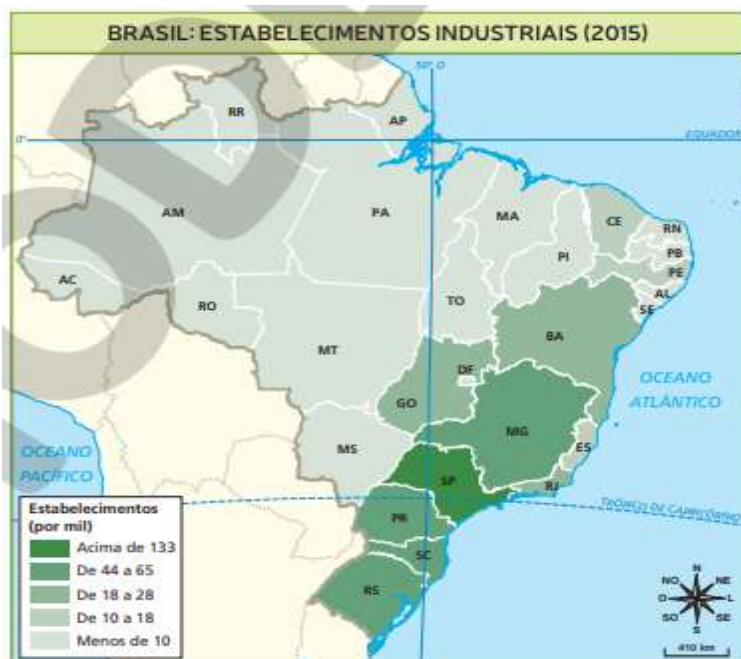 BRASIL: ESTABELECIMENTOS INDUSTRIAIS (2015)
50° O
RR
AP
0°
EQUADOR
AM
PA
MA
CE
RN
PB
PI
PE
AC
AL
TO
RO
SE
MT
BA
DF
GO
OCEANO
ATLÂNTICO
MG
ES
MS
OCEANO
PACÍFICO
SP
RJ
TRÓPICO DE CAPRICÓRNIO
PR
SC
RS
Estabelecimentos
(por mil)
Acima de 133
De 44 a 65
De 18 a 28
De 10 a 18
Menos de 10
N
NO NE
O L
SO SE
S
410 km